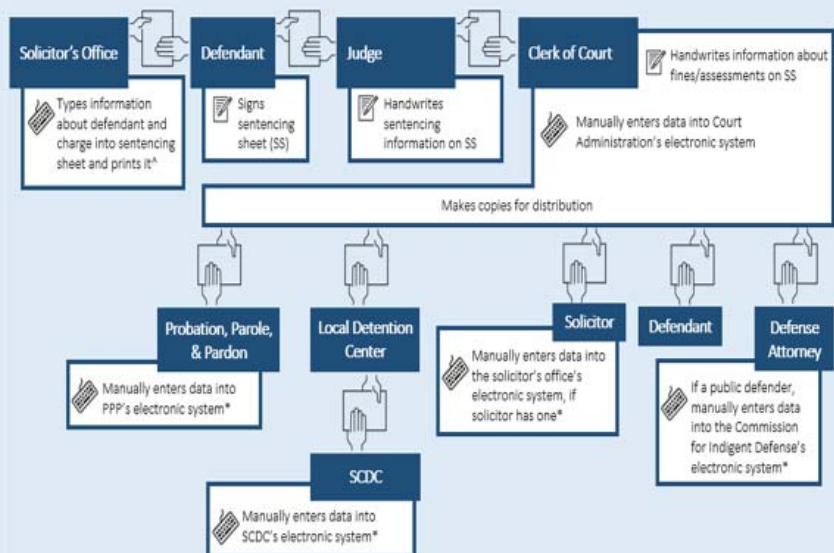 Solicitor's Office
Defendant
Judge
Clerk of Court
Types information
about defendant and
charge into sentencing
sheet and prints it^
Signs
sentencing
sheet (SS)
Handwrites
sentencing
information on SS
Handwrites information about
fines/assessments on SS
Manually enters data into Court
Administration's electronic system
Makes copies for distribution
Probation, Parole,
& Pardon
Manually enters data into
PPP's electronic system*
Local Detention
Center
SCDC
Manually enters data into
SCDC's electronic system*
Solicitor
Manually enters data into
the solicitor's office's
electronic system, if
solicitor has one*
Defendant
Defense
Attorney
If a public defender,
manually enters data
into the Commission
for Indigent Defense's
electronic system*